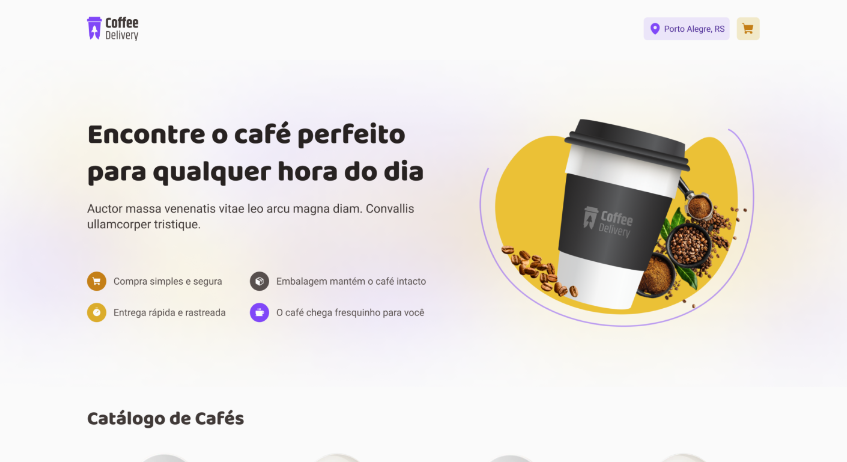 Coffee
Delivery
Porto Alegre, RS
Encontre o café perfeito
para qualquer hora do dia
Auctor massa venenatis vitae leo arcu magna diam. Convallis
ullamcorper tristique.
Coffee
Delivery
Compra simples e segura
Embalagem mantém o café intacto
Entrega rápida e rastreada
O café chega fresquinho para você
Catálogo de Cafés